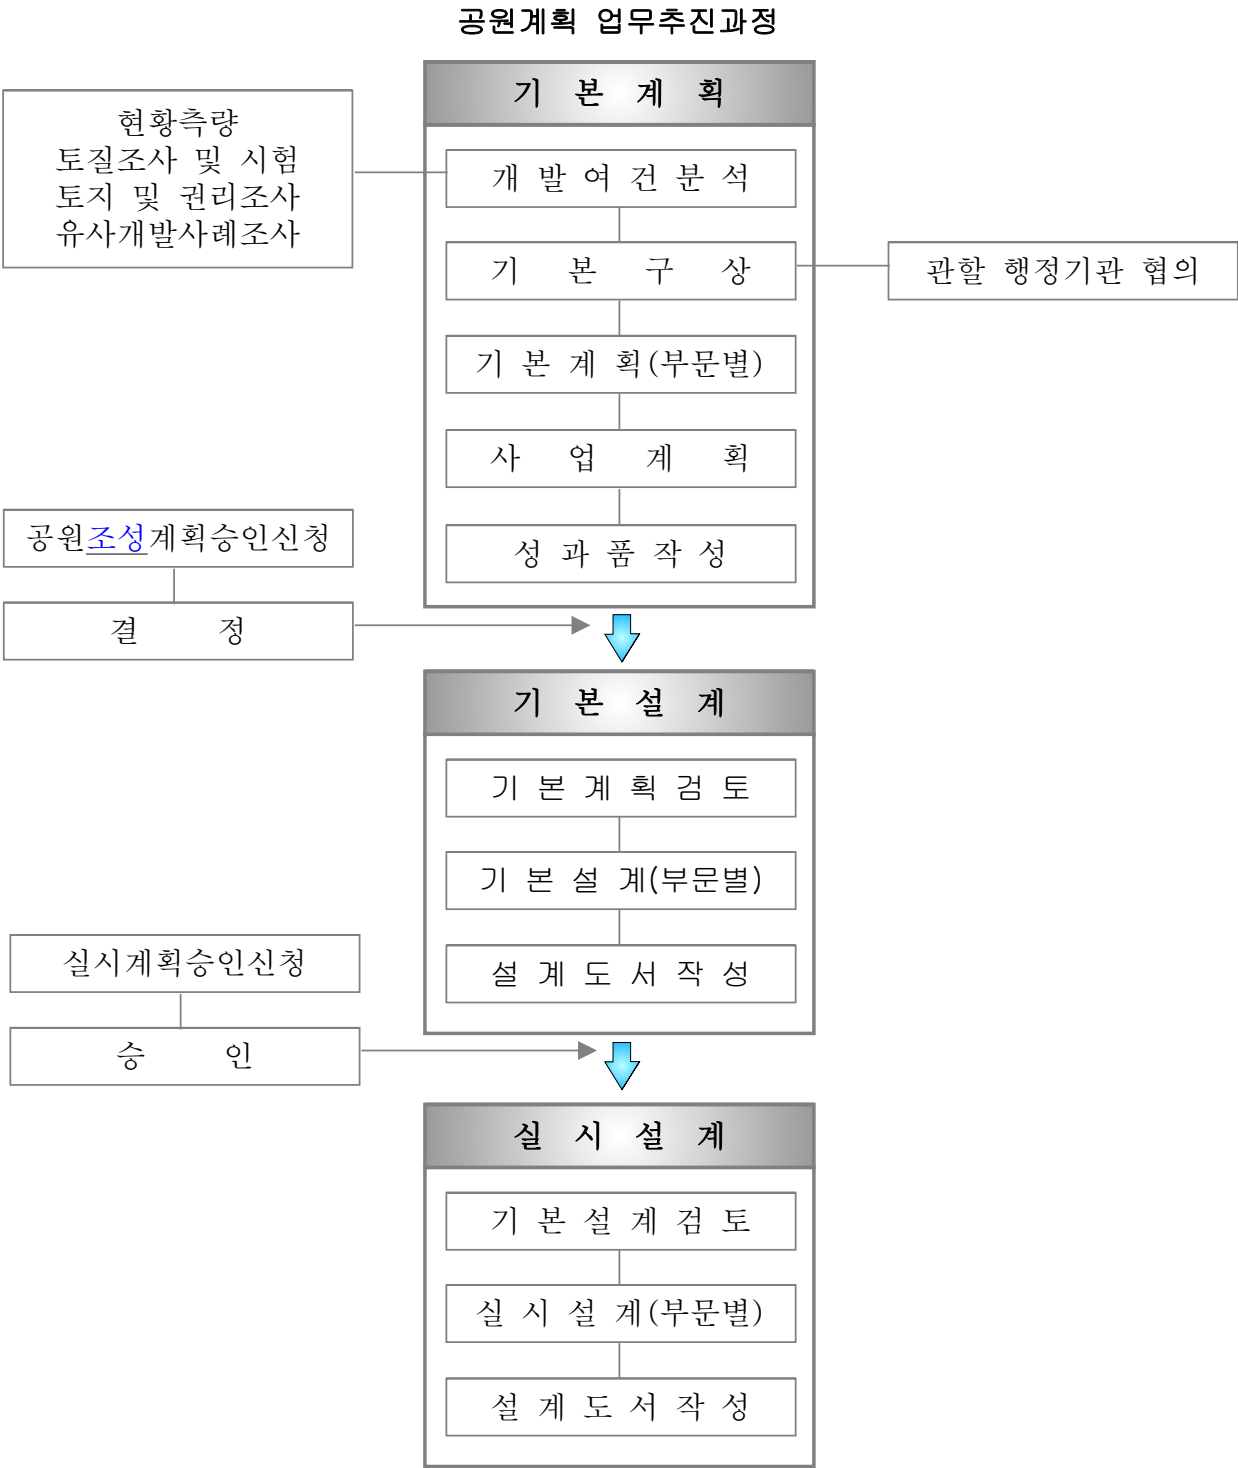 공원계획 업무추진과정
기 본 계 획
현황측량
토질조사 및 시험
토지 및 권리조사
유사개발사례조사
개 발 여 건 분 석
기 본 구 상
관할 행정기관 협의
기 본 계 획(부문별)
사 업 계 획
성 과 품 작 성
공원조성계획승인신청
결 정
기 본 설 계
기 본 계 획 검 토
기 본 설 계(부문별)
설 계 도 서 작 성
실시계획승인신청
승 인
실 시 설 계
기 본 설 계 검 토
실 시 설 계(부문별)
설 계 도 서 작 성